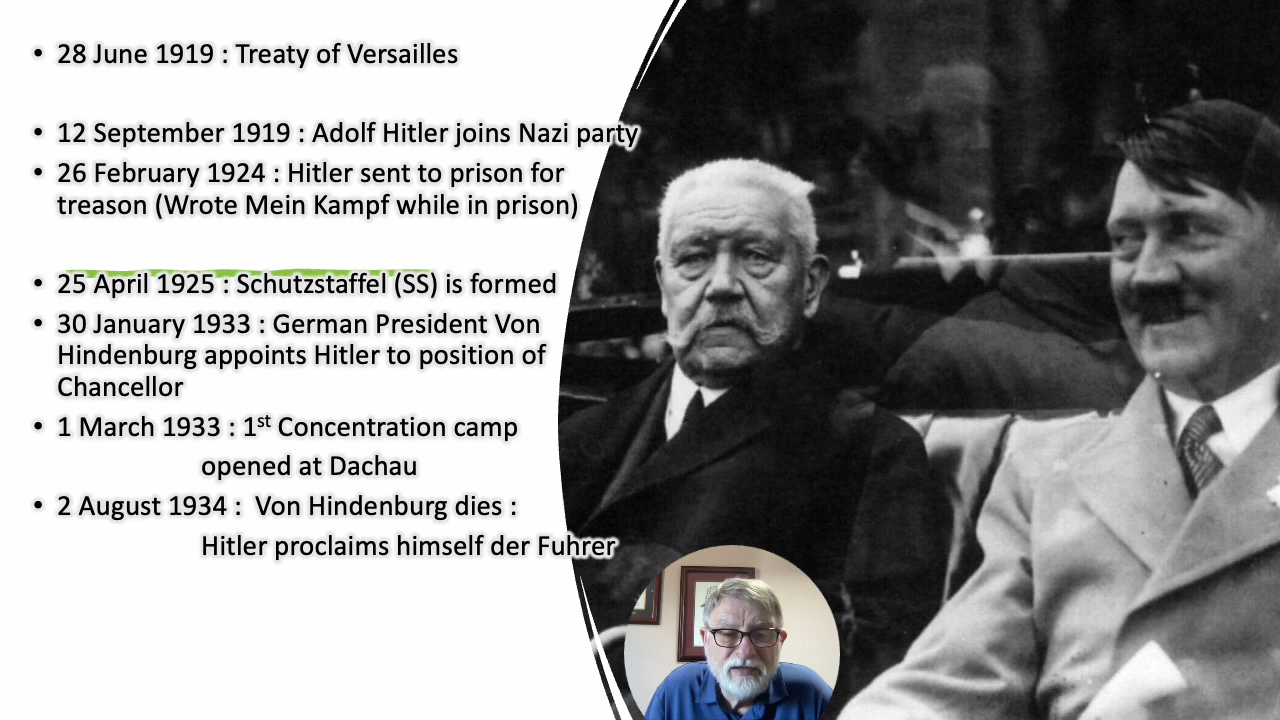 • 28 June 1919 : Treaty of Versailles
• 12 September 1919 : Adolf Hitler joins Nazi party
• 26 February 1924 : Hitler sent to prison for
treason (Wrote Mein Kampf while in prison)
• 25 April 1925 : Schutzstaffel (SS) is formed
• 30 January 1933 : German President Von
Hindenburg appoints Hitler to position of
Chancellor
• 1 March 1933 : 1st Concentration camp
opened at Dachau
• 2 August 1934 :  Von Hindenburg dies :
Hitler proclaims himself der Fuhrer